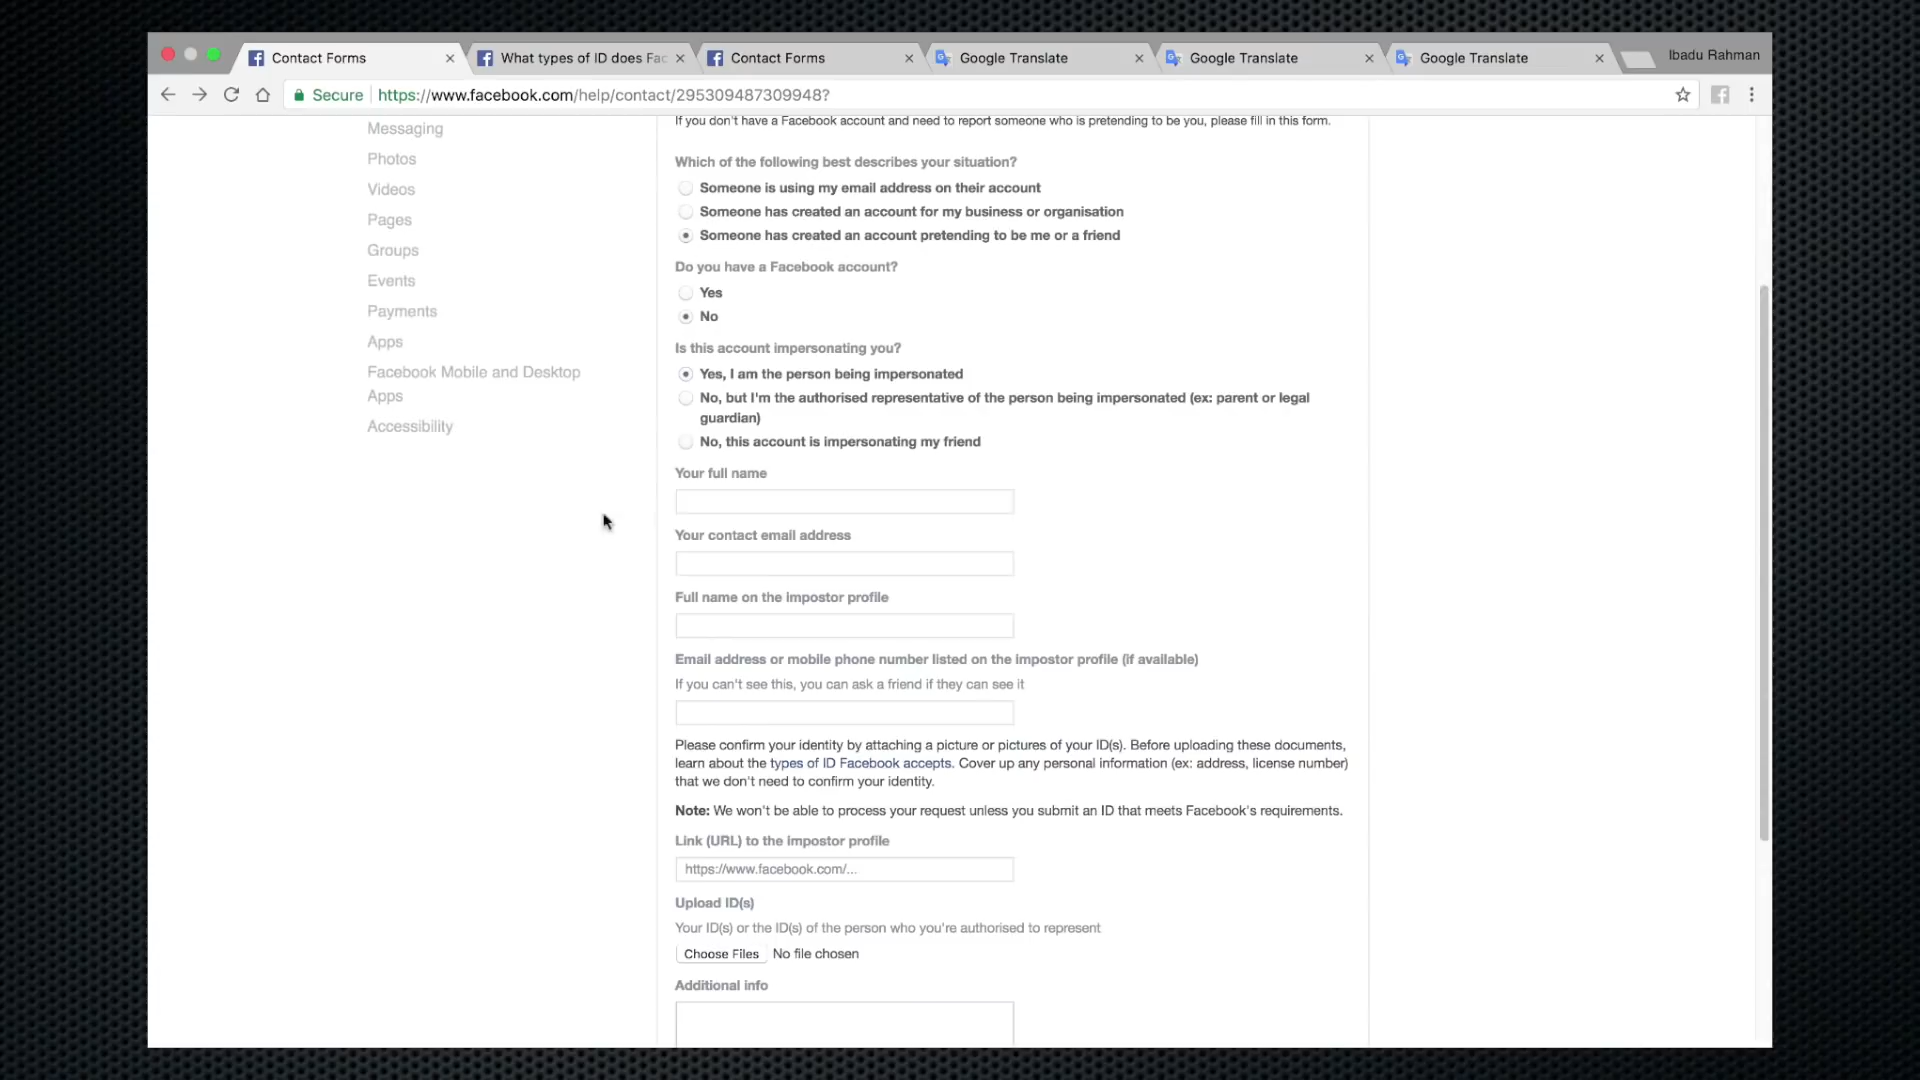 Contact Forms
What types of ID does Fac
Contact Forms
Google Translate
Google Translate
Google Translate
Ibadu Rahman
Secure
https://www.facebook.com/help/contact/295309487309948?
Messaging
Photos
Videos
Pages
Groups
Events
Payments
Apps
Facebook Mobile and Desktop
Apps
Accessibility
If you don't have a Facebook account and need to report someone who is pretending to be you, please fill in this form.
Which of the following best describes your situation?
Someone is using my email address on their account
Someone has created an account for my business or organisation
Someone has created an account pretending to be me or a friend
Do you have a Facebook account?
Yes
No
Is this account impersonating you?
Yes, I am the person being impersonated
No, but I'm the authorised representative of the person being impersonated (ex: parent or legal
guardian)
No, this account is impersonating my friend
Your full name
Your contact email address
Full name on the impostor profile
Email address or mobile phone number listed on the impostor profile (if available)
If you can't see this, you can ask a friend if they can see it
Please confirm your identity by attaching a picture or pictures of your ID(s). Before uploading these documents,
learn about the types of ID Facebook accepts. Cover up any personal information (ex: address, license number)
that we don't need to confirm your identity.
Note: We won't be able to process your request unless you submit an ID that meets Facebook's requirements.
Link (URL) to the impostor profile
https://www.facebook.com/...
Upload ID(s)
Your ID(s) or the ID(s) of the person who you're authorised to represent
Choose Files No file chosen
Additional info